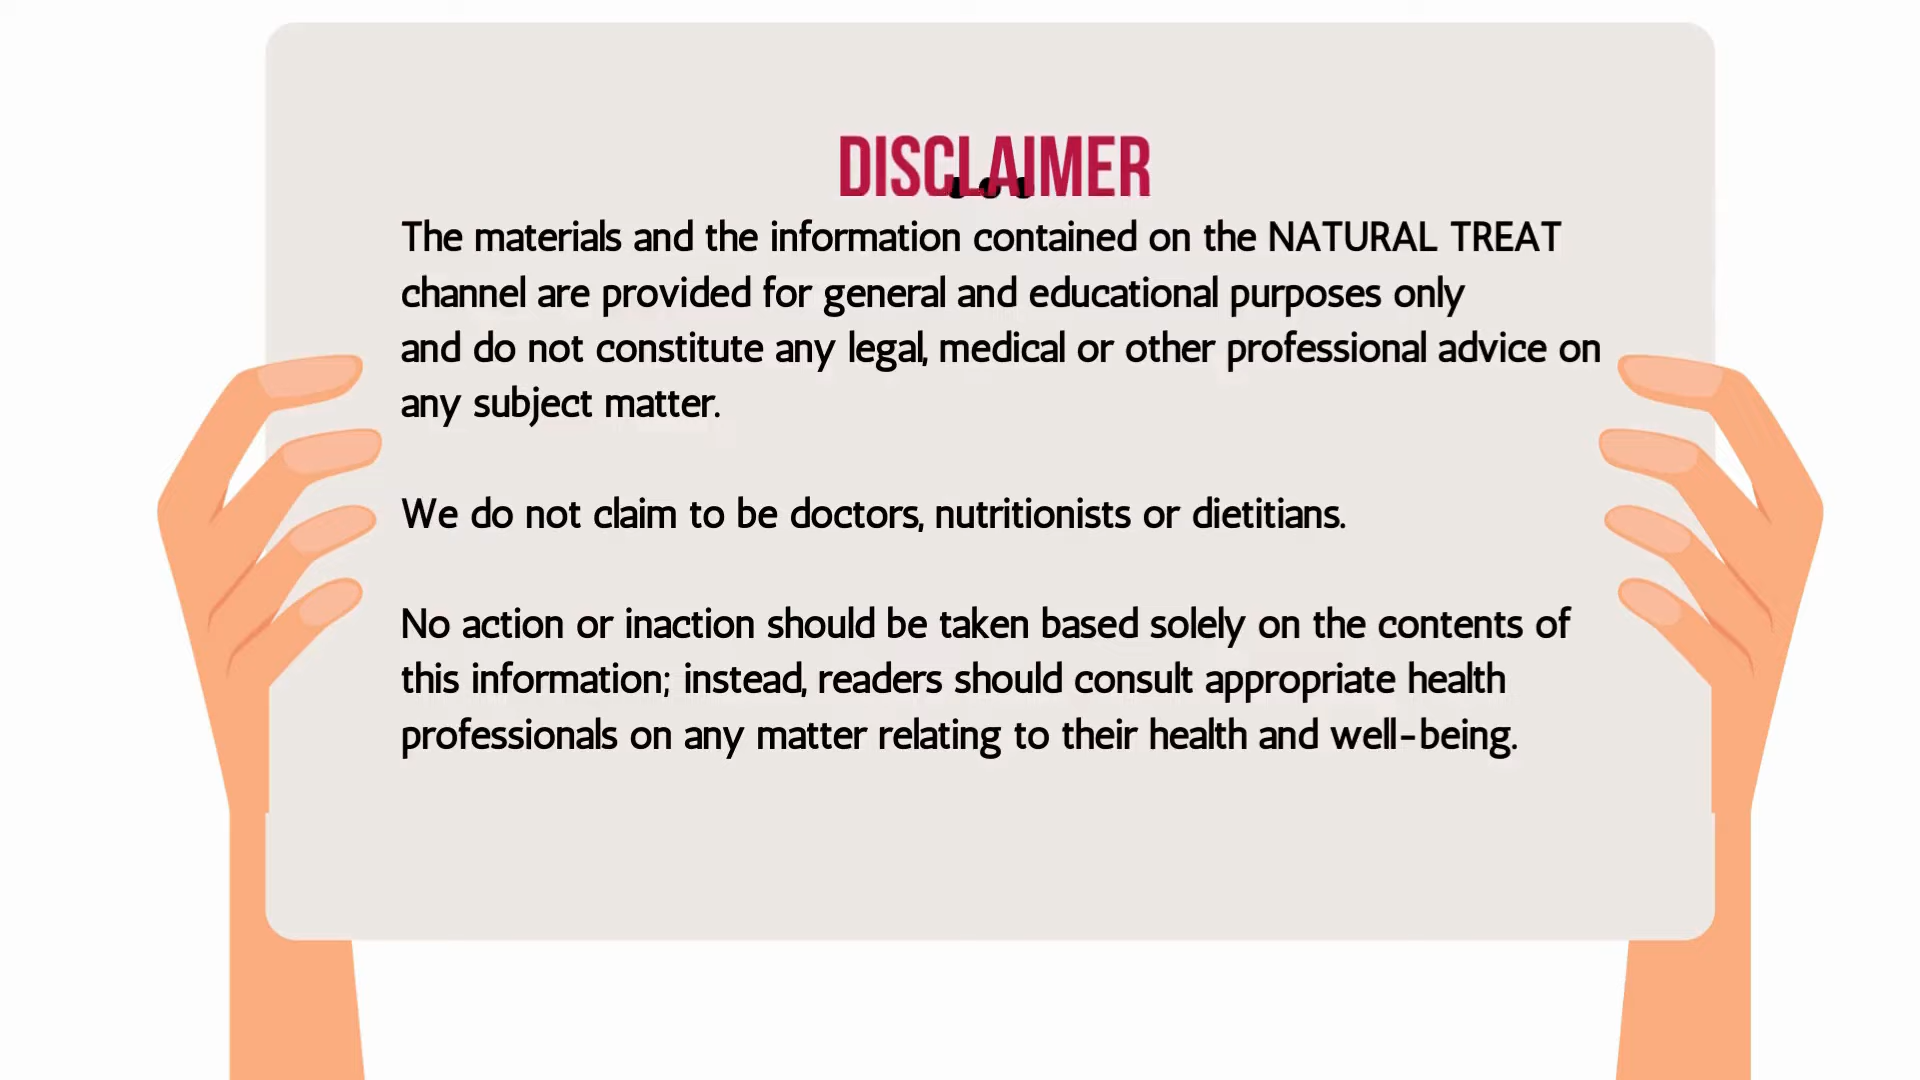 DISCLAIMER
The materials and the information contained on the NATURAL TREAT
channel are provided for general and educational purposes only
and do not constitute any legal, medical or other professional advice on
any subject matter.
We do not claim to be doctors, nutritionists or dietitians.
No action or inaction should be taken based solely on the contents of
this information; instead, readers should consult appropriate health
professionals on any matter relating to their health and well-being.